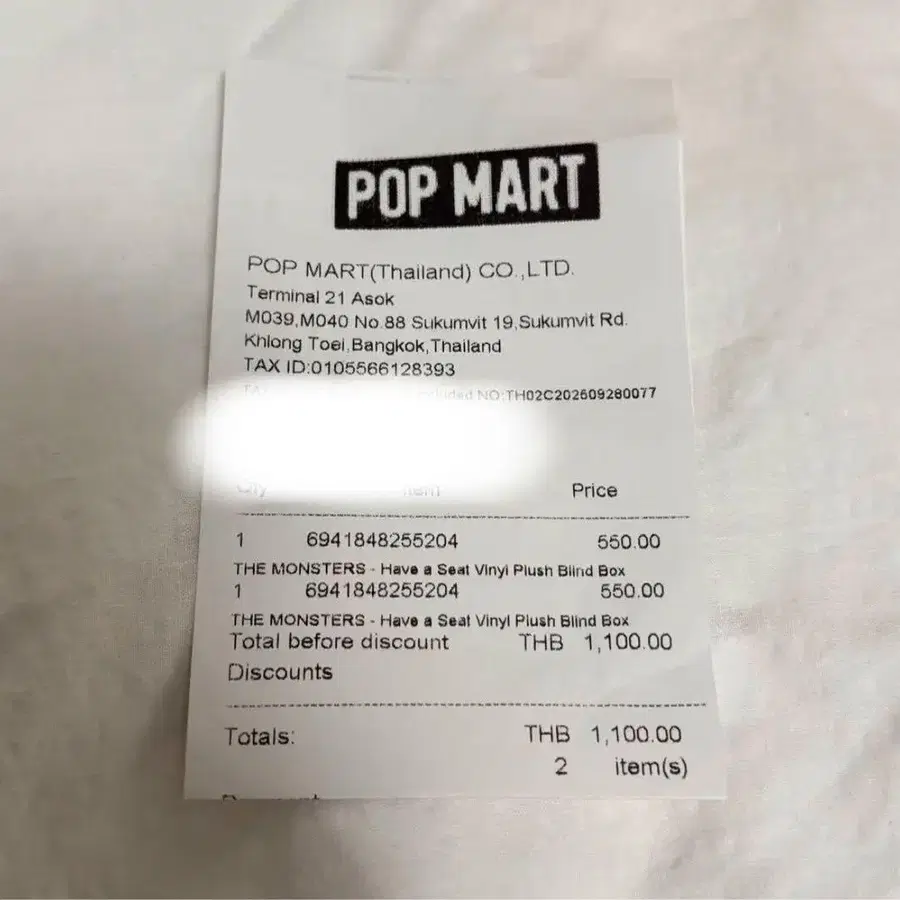 POP MART
POP MART(Thailand) CO.,LTD.
Terminal 21 Asok
M039,M040 No.88 Sukumvit 19,Sukumvit Rd.
Khlong Toei,Bangkok,Thailand
TAX ID:0105566128393
NO:TH02C202609280077
Qty Item Price
1 6941848255204 550.00
THE MONSTERS - Have a Seat Vinyl Plush Blind Box
1 6941848255204 550.00
THE MONSTERS - Have a Seat Vinyl Plush Blind Box
Total before discount THB 1,100.00
Discounts
Totals: THB 1,100.00
2 item(s)